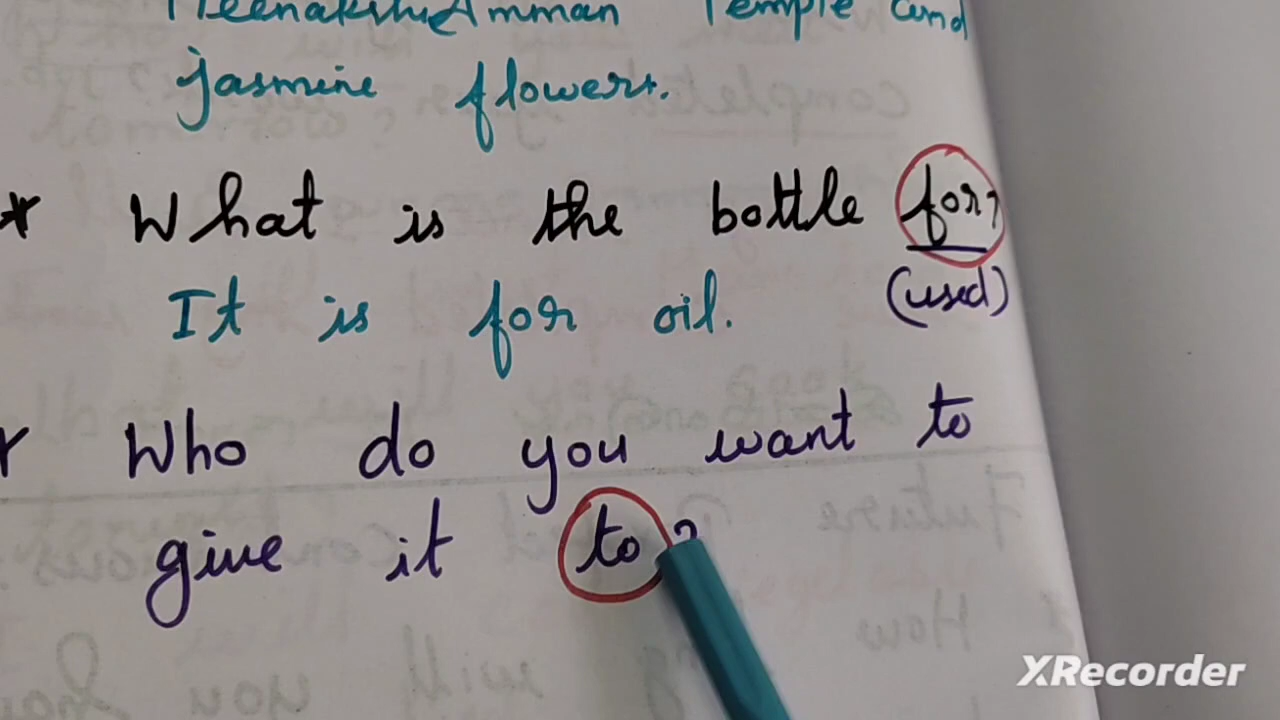 Meenakshi Amman Temple and
jasmine flowers.
* What is the bottle for?
It is for oil. (used)
* Who do you want to
give it to?
XRecorder